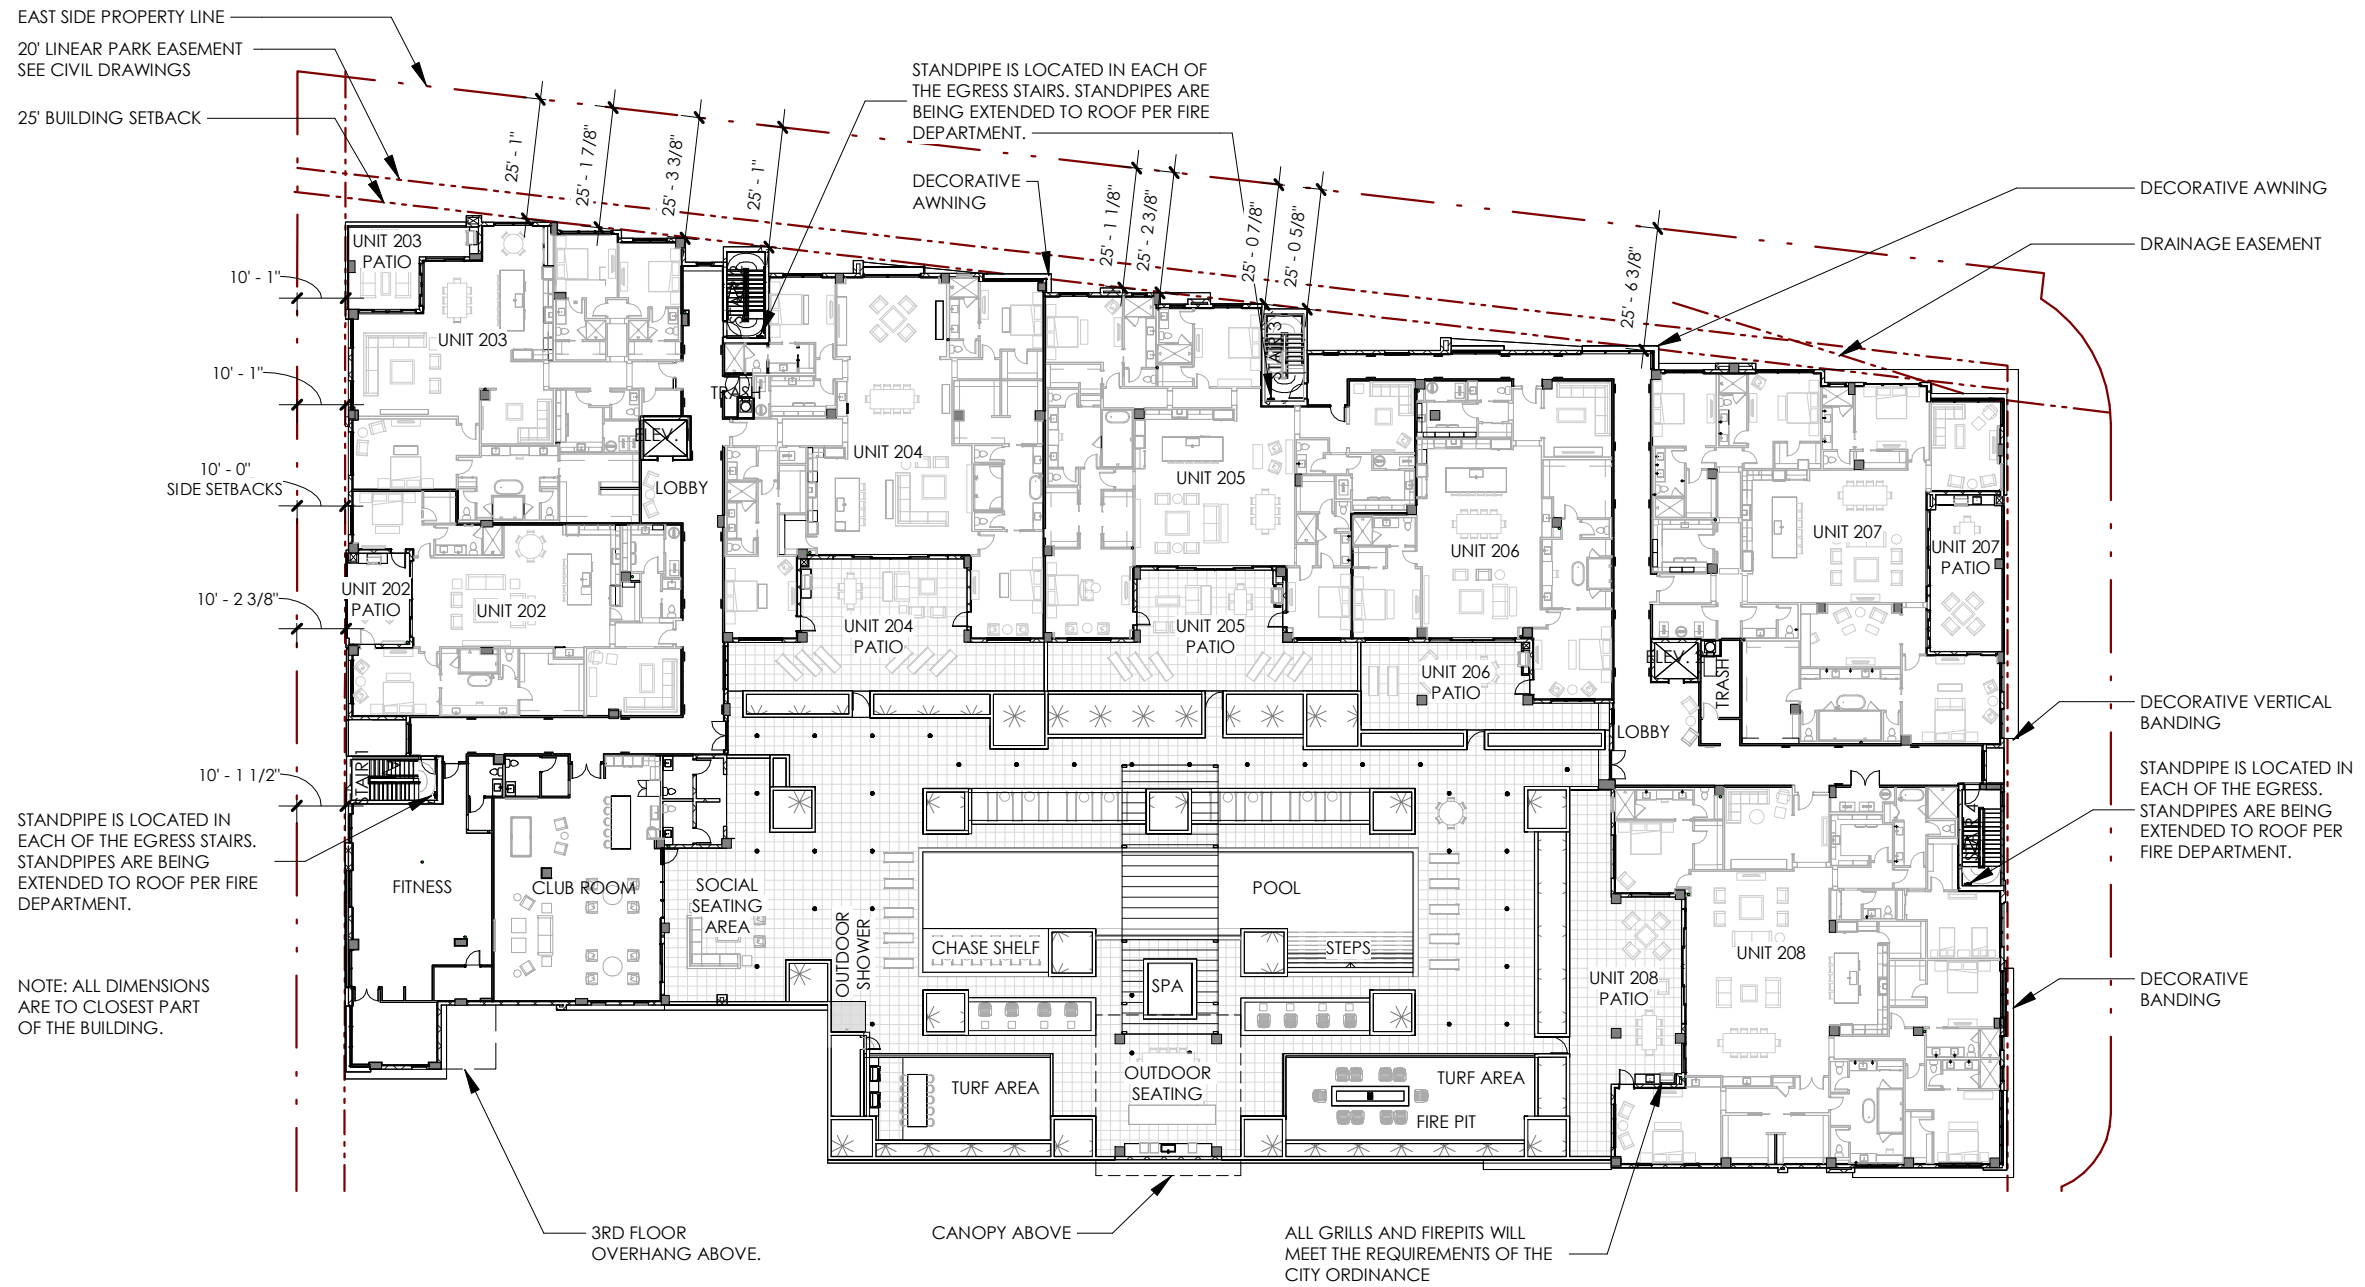 EAST SIDE PROPERTY LINE
20' LINEAR PARK EASEMENT
SEE CIVIL DRAWINGS
25' BUILDING SETBACK
STANDPIPE IS LOCATED IN EACH OF
THE EGRESS STAIRS. STANDPIPES ARE
BEING EXTENDED TO ROOF PER FIRE
DEPARTMENT.
DECORATIVE
AWNING
25' - 1"
25' - 1 7/8"
25' - 3 3/8"
25' - 1"
25' - 1 1/8"
25' - 2 3/8"
25' - 0 7/8"
25' - 0 5/8"
25' - 6 3/8"
DECORATIVE AWNING
DRAINAGE EASEMENT
10' - 1"
10' - 1"
10' - 0"
SIDE SETBACKS
10' - 2 3/8"
10' - 1 1/2"
UNIT 203
PATIO
UNIT 203
LOBBY
UNIT 202
PATIO
UNIT 202
UNIT 204
UNIT 204
PATIO
UNIT 205
UNIT 205
PATIO
UNIT 206
UNIT 206
PATIO
UNIT 207
UNIT 207
PATIO
TRASH
LOBBY
DECORATIVE VERTICAL
BANDING
STANDPIPE IS LOCATED IN
EACH OF THE EGRESS.
STANDPIPES ARE BEING
EXTENDED TO ROOF PER
FIRE DEPARTMENT.
DECORATIVE
BANDING
STANDPIPE IS LOCATED IN
EACH OF THE EGRESS STAIRS.
STANDPIPES ARE BEING
EXTENDED TO ROOF PER FIRE
DEPARTMENT.
NOTE: ALL DIMENSIONS
ARE TO CLOSEST PART
OF THE BUILDING.
FITNESS
CLUB ROOM
SOCIAL
SEATING
AREA
OUTDOOR
SHOWER
POOL
CHASE SHELF
STEPS
SPA
UNIT 208
PATIO
UNIT 208
TURF AREA
OUTDOOR
SEATING
TURF AREA
FIRE PIT
3RD FLOOR
OVERHANG ABOVE.
CANOPY ABOVE
ALL GRILLS AND FIREPITS WILL
MEET THE REQUIREMENTS OF THE
CITY ORDINANCE